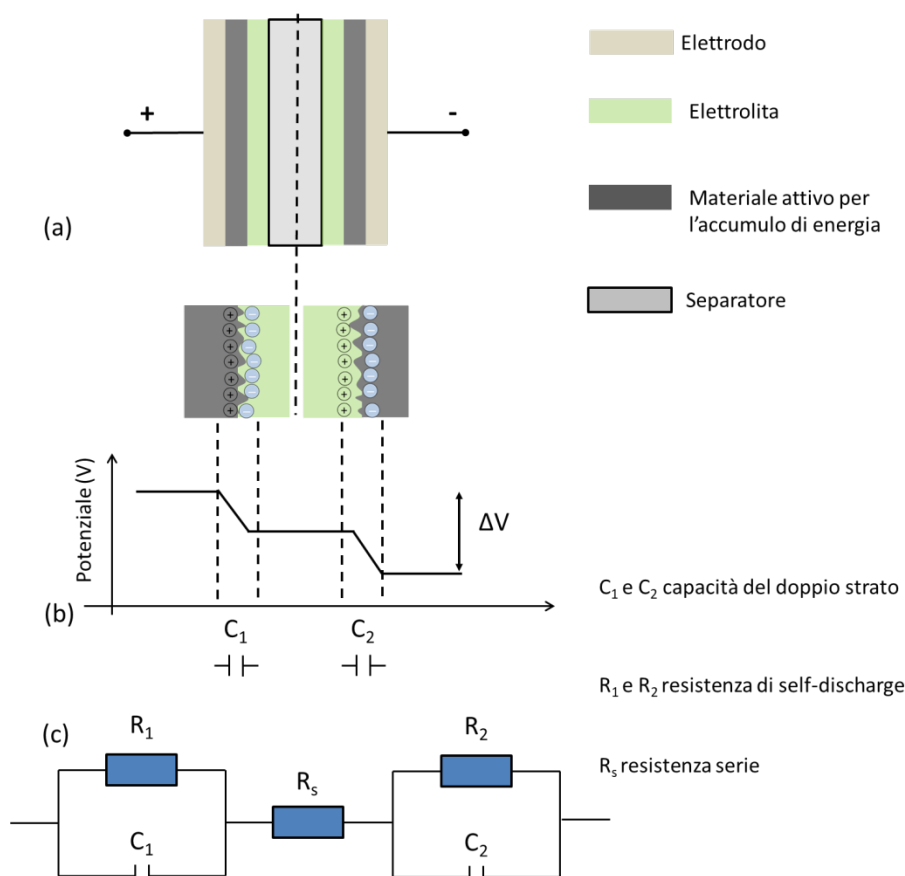 Elettrodo
+
-
Elettrolita
Materiale attivo per
l'accumulo di energia
(a)
Separatore
Potenziale (V)
ΔV
C₁ e C₂ capacità del doppio strato
(b)
C₁
C₂
R₁ e R₂ resistenza di self-discharge
(c)
R₁
R₂
Rₛ resistenza serie
Rₛ
C₁
C₂